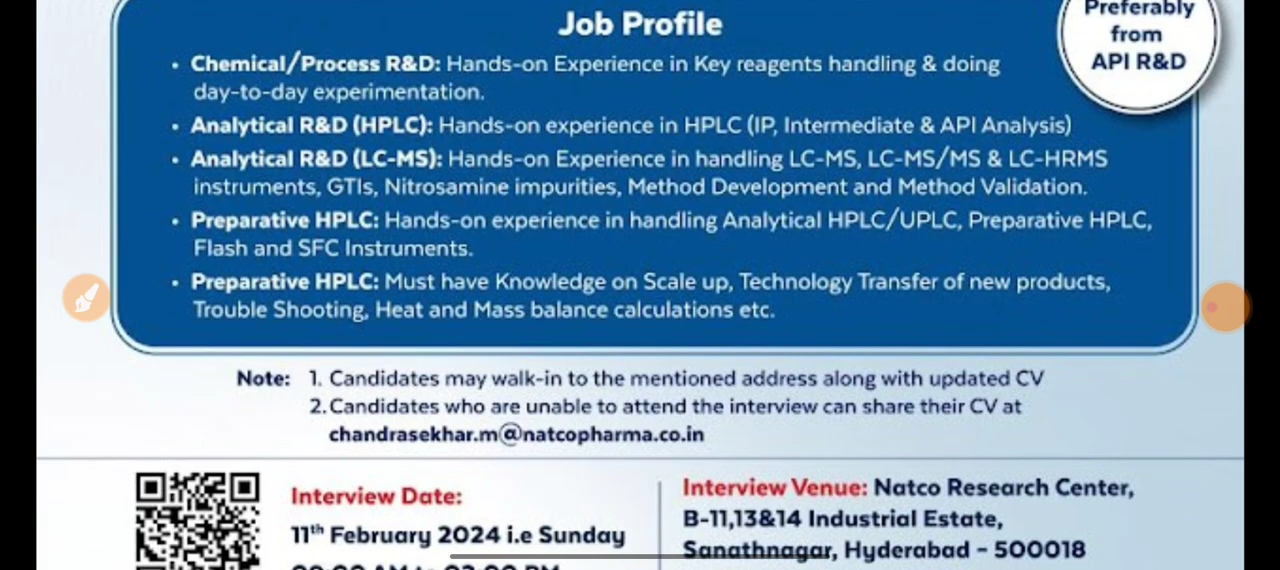 Job Profile
Preferably
from
API R&D
• Chemical/Process R&D: Hands-on Experience in Key reagents handling & doing
day-to-day experimentation.
• Analytical R&D (HPLC): Hands-on experience in HPLC (IP, Intermediate & API Analysis)
• Analytical R&D (LC-MS): Hands-on Experience in handling LC-MS, LC-MS/MS & LC-HRMS
instruments, GTIs, Nitrosamine impurities, Method Development and Method Validation.
• Preparative HPLC: Hands-on experience in handling Analytical HPLC/UPLC, Preparative HPLC,
Flash and SFC Instruments.
• Preparative HPLC: Must have Knowledge on Scale up, Technology Transfer of new products,
Trouble Shooting, Heat and Mass balance calculations etc.
Note: 1. Candidates may walk-in to the mentioned address along with updated CV
2. Candidates who are unable to attend the interview can share their CV at
chandrasekhar.m@natcopharma.co.in
Interview Date:
11th February 2024 i.e Sunday
Interview Venue: Natco Research Center,
B-11,13&14 Industrial Estate,
Sanathnagar, Hyderabad - 500018